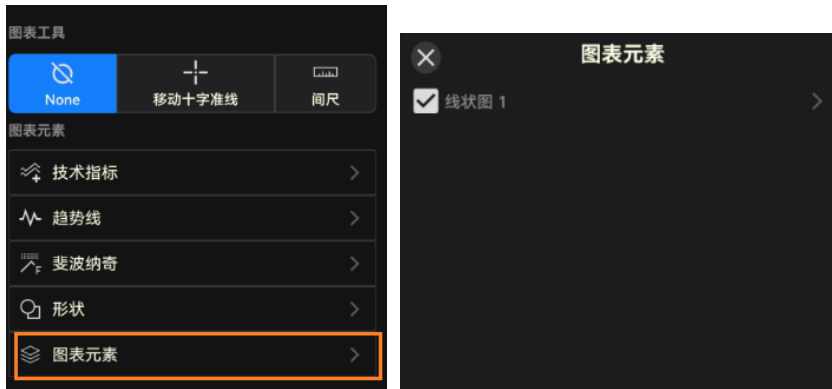 图表工具
None
移动十字准线
间尺
图表元素
技术指标
趋势线
斐波纳奇
形状
图表元素
图表元素
线状图 1